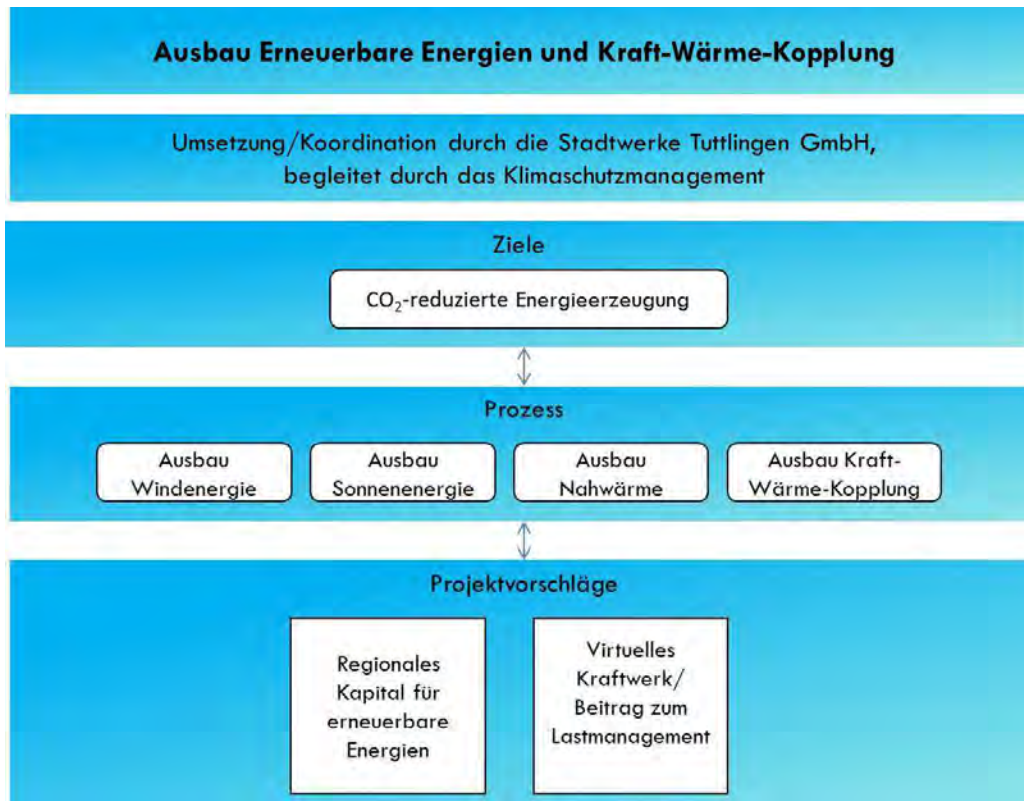 Ausbau Erneuerbare Energien und Kraft-Wärme-Kopplung
Umsetzung/Koordination durch die Stadtwerke Tuttlingen GmbH,
begleitet durch das Klimaschutzmanagement
Ziele
CO₂-reduzierte Energieerzeugung
Prozess
Ausbau
Windenergie
Ausbau
Sonnenenergie
Ausbau
Nahwärme
Ausbau Kraft-
Wärme-Kopplung
Projektvorschläge
Regionales
Kapital für
erneuerbare
Energien
Virtuelles
Kraftwerk/
Beitrag zum
Lastmanagement